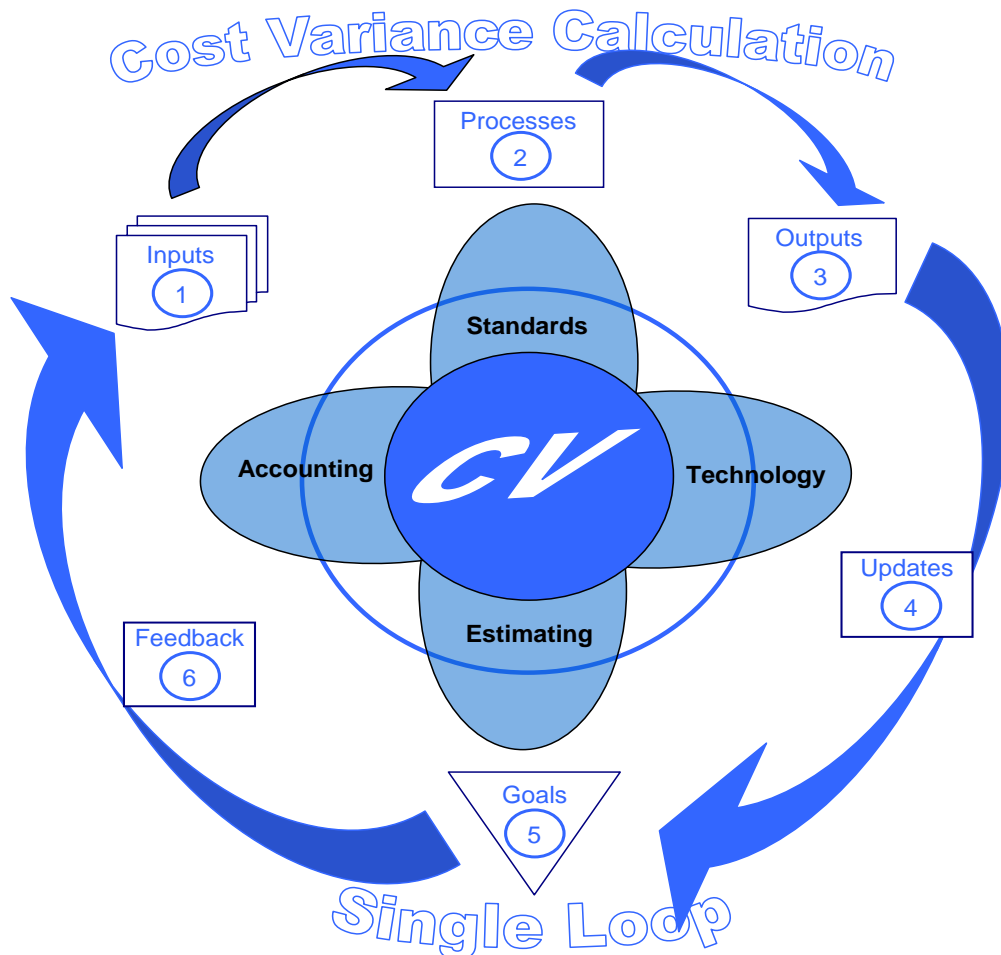 Cost Variance Calculation
Processes
2
Inputs
1
Outputs
3
Standards
Accounting
CV
Technology
Updates
4
Estimating
Feedback
6
Goals
5
Single Loop